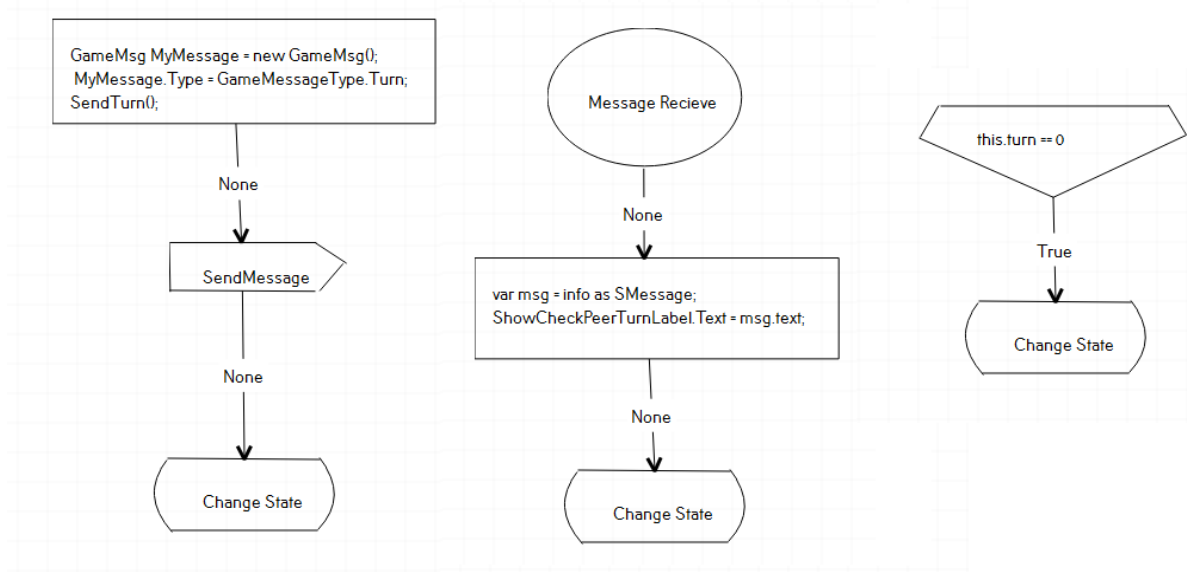 GameMsg MyMessage = new GameMsg();
MyMessage.Type = GameMessageType.Turn;
SendTurn();
None
SendMessage
None
Change State
Message Recieve
None
var msg = info as SMessage;
ShowCheckPeerTurnLabel.Text = msg.text;
None
Change State
this.turn == 0
True
Change State